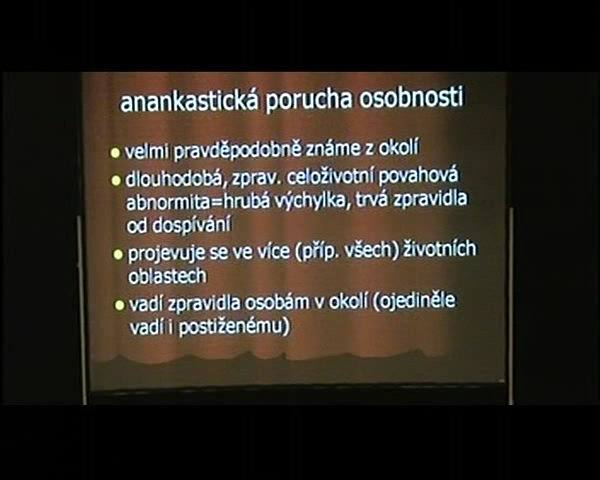 anankastická porucha osobnosti
velmi pravděpodobně známe z okolí
dlouhodobá, zprav. celoživotní povahová
abnormita=hrubá výchylka, trvá zpravidla
od dospívání
projevuje se ve více (příp. všech) životních
oblastech
vadí zpravidla osobám v okolí (ojediněle
vadí i postiženému)